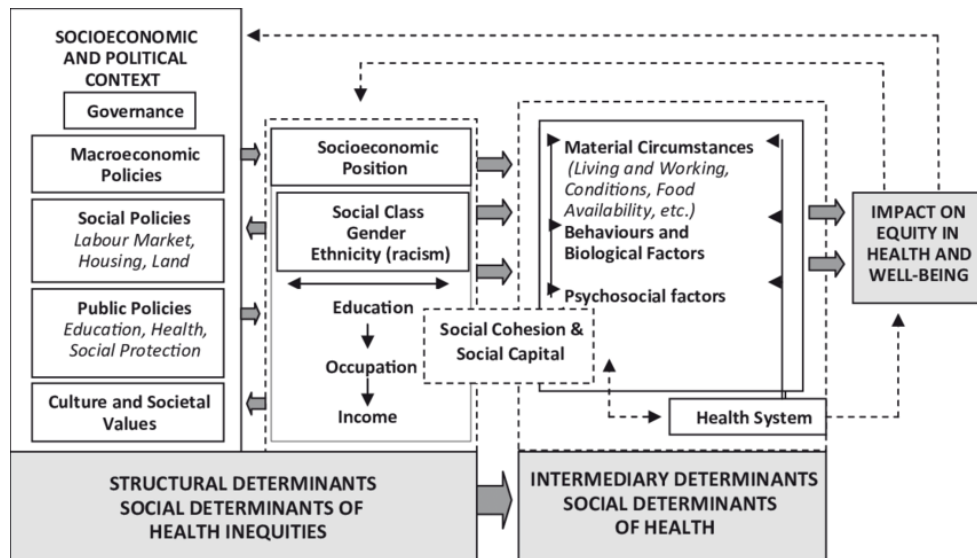 SOCIOECONOMIC
AND POLITICAL
CONTEXT
Governance
Macroeconomic
Policies
Social Policies
Labour Market,
Housing, Land
Public Policies
Education, Health,
Social Protection
Culture and Societal
Values
Socioeconomic
Position
Social Class
Gender
Ethnicity (racism)
Education
Occupation
Income
Social Cohesion &
Social Capital
Material Circumstances
(Living and Working,
Conditions, Food
Availability, etc.)
Behaviours and
Biological Factors
Psychosocial factors
Health System
IMPACT ON
EQUITY IN
HEALTH AND
WELL-BEING
STRUCTURAL DETERMINANTS
SOCIAL DETERMINANTS OF
HEALTH INEQUITIES
INTERMEDIARY DETERMINANTS
SOCIAL DETERMINANTS
OF HEALTH